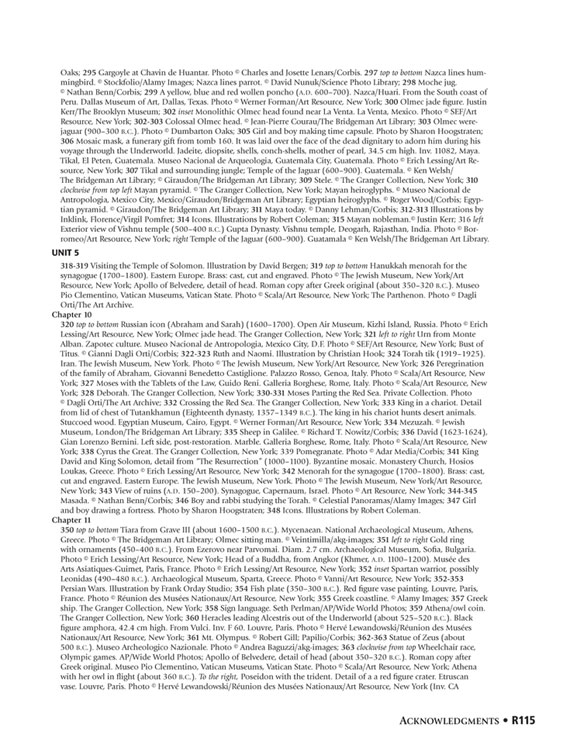 Oaks; 295 Gargoyle at Chavin de Huantar. Photo © Charles and Josette Lenars/Corbis. 297 top to bottom Nazca lines hum-
mingbird. © Stockfolio/Alamy Images; Nazca lines parrot. © David Nunuk/Science Photo Library; 298 Moche jug.
© Nathan Benn/Corbis; 299 A yellow, blue and red wollen poncho (A.D. 600–700). Nazca/Huari. From the South coast of
Peru. Dallas Museum of Art, Dallas, Texas. Photo © Werner Forman/Art Resource, New York; 300 Olmec jade figure. Justin
Kerr/The Brooklyn Museum; 302 inset Monolithic Olmec head found near La Venta. La Venta, Mexico. Photo © SEF/Art
Resource, New York; 302-303 Colossal Olmec head. © Jean-Pierre Courau/The Bridgeman Art Library; 303 Olmec were-
jaguar (900–300 B.C.). Photo © Dumbarton Oaks; 305 Girl and boy making time capsule. Photo by Sharon Hoogstraten;
306 Mosaic mask, a funerary gift from tomb 160. It was laid over the face of the dead dignitary to adorn him during his
voyage through the Underworld. Jadeite, diopsite, shells, conch-shells, mother of pearl, 34.5 cm high. Inv. 11082, Maya.
Tikal, El Peten, Guatemala. Museo Nacional de Arqueologia, Guatemala City, Guatemala. Photo © Erich Lessing/Art Re-
source, New York; 307 Tikal and surrounding jungle; Temple of the Jaguar (600–900). Guatemala. © Ken Welsh/
The Bridgeman Art Library; © Giraudon/The Bridgeman Art Library; 309 Stele. © The Granger Collection, New York; 310
clockwise from top left Mayan pyramid. © The Granger Collection, New York; Mayan heiroglyphs. © Museo Nacional de
Antropologia, Mexico City, Mexico/Giraudon/Bridgeman Art Library; Egyptian heiroglyphs. © Roger Wood/Corbis; Egyp-
tian pyramid. © Giraudon/The Bridgeman Art Library; 311 Maya today. © Danny Lehman/Corbis; 312-313 Illustrations by
Inklink, Florence/Virgil Pomfret; 314 Icons. Illustrations by Robert Coleman; 315 Mayan nobleman.© Justin Kerr; 316 left
Exterior view of Vishnu temple (500–400 B.C.) Gupta Dynasty. Vishnu temple, Deogarh, Rajasthan, India. Photo © Bor-
romeo/Art Resource, New York; right Temple of the Jaguar (600–900). Guatamala © Ken Welsh/The Bridgeman Art Library.
UNIT 5
318-319 Visiting the Temple of Solomon. Illustration by David Bergen; 319 top to bottom Hanukkah menorah for the
synagogue (1700–1800). Eastern Europe. Brass: cast, cut and engraved. Photo © The Jewish Museum, New York/Art
Resource, New York; Apollo of Belvedere, detail of head. Roman copy after Greek original (about 350–320 B.C.). Museo
Pio Clementino, Vatican Museums, Vatican State. Photo © Scala/Art Resource, New York; The Parthenon. Photo © Dagli
Orti/The Art Archive.
Chapter 10
320 top to bottom Russian icon (Abraham and Sarah) (1600–1700). Open Air Museum, Kizhi Island, Russia. Photo © Erich
Lessing/Art Resource, New York; Olmec jade head. The Granger Collection, New York; 321 left to right Urn from Monte
Alban. Zapotec culture. Museo Nacional de Antropologia, Mexico City, D.F. Photo © SEF/Art Resource, New York; Bust of
Titus. © Gianni Dagli Orti/Corbis; 322-323 Ruth and Naomi. Illustration by Christian Hook; 324 Torah tik (1919–1925).
Iran. The Jewish Museum, New York. Photo © The Jewish Museum, New York/Art Resource, New York; 326 Peregrination
of the family of Abraham, Giovanni Benedetto Castiglione. Palazzo Rosso, Genoa, Italy. Photo © Scala/Art Resource, New
York; 327 Moses with the Tablets of the Law, Guido Reni. Galleria Borghese, Rome, Italy. Photo © Scala/Art Resource, New
York; 328 Deborah. The Granger Collection, New York; 330-331 Moses Parting the Red Sea. Private Collection. Photo
© Dagli Orti/The Art Archive; 332 Crossing the Red Sea. The Granger Collection, New York; 333 King in a chariot. Detail
from lid of chest of Tutankhamun (Eighteenth dynasty, 1357–1349 B.C.). The king in his chariot hunts desert animals.
Stuccoed wood. Egyptian Museum, Cairo, Egypt. © Werner Forman/Art Resource, New York; 334 Mezuzah. © Jewish
Museum, London/The Bridgeman Art Library; 335 Sheep in Galilee. © Richard T. Nowitz/Corbis; 336 David (1623-1624),
Gian Lorenzo Bernini. Left side, post-restoration. Marble. Galleria Borghese, Rome, Italy. Photo © Scala/Art Resource, New
York; 338 Cyrus the Great. The Granger Collection, New York; 339 Pomegranate. Photo © Adar Media/Corbis; 341 King
David and King Solomon, detail from "The Resurrection" (1000–1100). Byzantine mosaic. Monastery Church, Hosios
Loukas, Greece. Photo © Erich Lessing/Art Resource, New York; 342 Menorah for the synagogue (1700–1800). Brass: cast,
cut and engraved. Eastern Europe. The Jewish Museum, New York. Photo © The Jewish Museum, New York/Art Resource,
New York; 343 View of ruins (A.D. 150–200). Synagogue, Capernaum, Israel. Photo © Art Resource, New York; 344-345
Masada. © Nathan Benn/Corbis; 346 Boy and rabbi studying the Torah. © Celestial Panoramas/Alamy Images; 347 Girl
and boy drawing a fortress. Photo by Sharon Hoogstraten; 348 Icons. Illustrations by Robert Coleman.
Chapter 11
350 top to bottom Tiara from Grave III (about 1600–1500 B.C.). Mycenaean. National Archaeological Museum, Athens,
Greece. Photo © The Bridgeman Art Library; Olmec sitting man. © Veintimilla/akg-images; 351 left to right Gold ring
with ornaments (450–400 B.C.). From Ezerovo near Parvomai. Diam. 2.7 cm. Archaeological Museum, Sofia, Bulgaria.
Photo © Erich Lessing/Art Resource, New York; Head of a Buddha, from Angkor (Khmer, A.D. 1100–1200). Musée des
Arts Asiatiques-Guimet, Paris, France. Photo © Erich Lessing/Art Resource, New York; 352 inset Spartan warrior, possibly
Leonidas (490–480 B.C.). Archaeological Museum, Sparta, Greece. Photo © Vanni/Art Resource, New York; 352-353
Persian Wars. Illustration by Frank Orday Studio; 354 Fish plate (350–300 B.C.). Red figure vase painting. Louvre, Paris,
France. Photo © Réunion des Musées Nationaux/Art Resource, New York; 355 Greek coastline. © Alamy Images; 357 Greek
ship. The Granger Collection, New York; 358 Sign language. Seth Perlman/AP/Wide World Photos; 359 Athena/owl coin.
The Granger Collection, New York; 360 Heracles leading Alcestris out of the Underworld (about 525–520 B.C.). Black
figure amphora, 42.4 cm high. From Vulci. Inv. F 60. Louvre, Paris. Photo © Hervé Lewandowski/Réunion des Musées
Nationaux/Art Resource, New York; 361 Mt. Olympus. © Robert Gill; Papilio/Corbis; 362-363 Statue of Zeus (about
500 B.C.). Museo Archeologico Nazionale. Photo © Andrea Baguzzi/akg-images; 363 clockwise from top Wheelchair race,
Olympic games. AP/Wide World Photos; Apollo of Belvedere, detail of head (about 350–320 B.C.). Roman copy after
Greek original. Museo Pio Clementino, Vatican Museums, Vatican State. Photo © Scala/Art Resource, New York; Athena
with her owl in flight (about 360 B.C.). To the right, Poseidon with the trident. Detail of a a red figure crater. Etruscan
vase. Louvre, Paris. Photo © Hervé Lewandowski/Réunion des Musées Nationaux/Art Resource, New York (Inv. CA
ACKNOWLEDGMENTS • R115